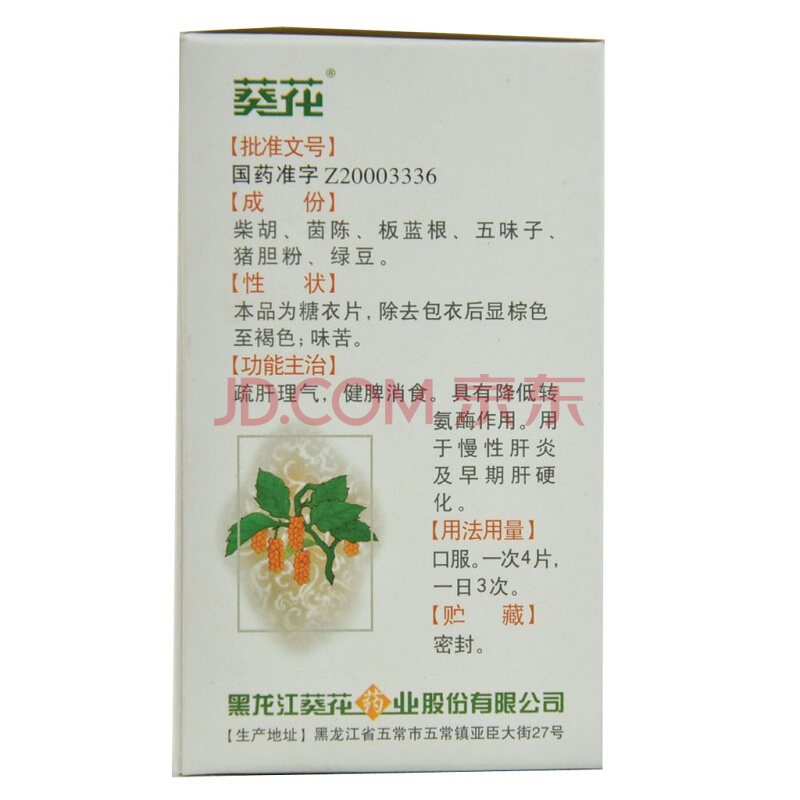 葵花®
【批准文号】
国药准字 Z20003336
【成 份】
柴胡、茵陈、板蓝根、五味子、
猪胆粉、绿豆。
【性 状】
本品为糖衣片，除去包衣后显棕色
至褐色；味苦。
【功能主治】
疏肝理气，健脾消食。具有降低转
氨酶作用。用
于慢性肝炎
及早期肝硬
化。
【用法用量】
口服。一次4片，
一日3次。
【贮 藏】
密封。
JD.COM 京东
黑龙江葵花药业股份有限公司
【生产地址】黑龙江省五常市五常镇亚臣大街27号